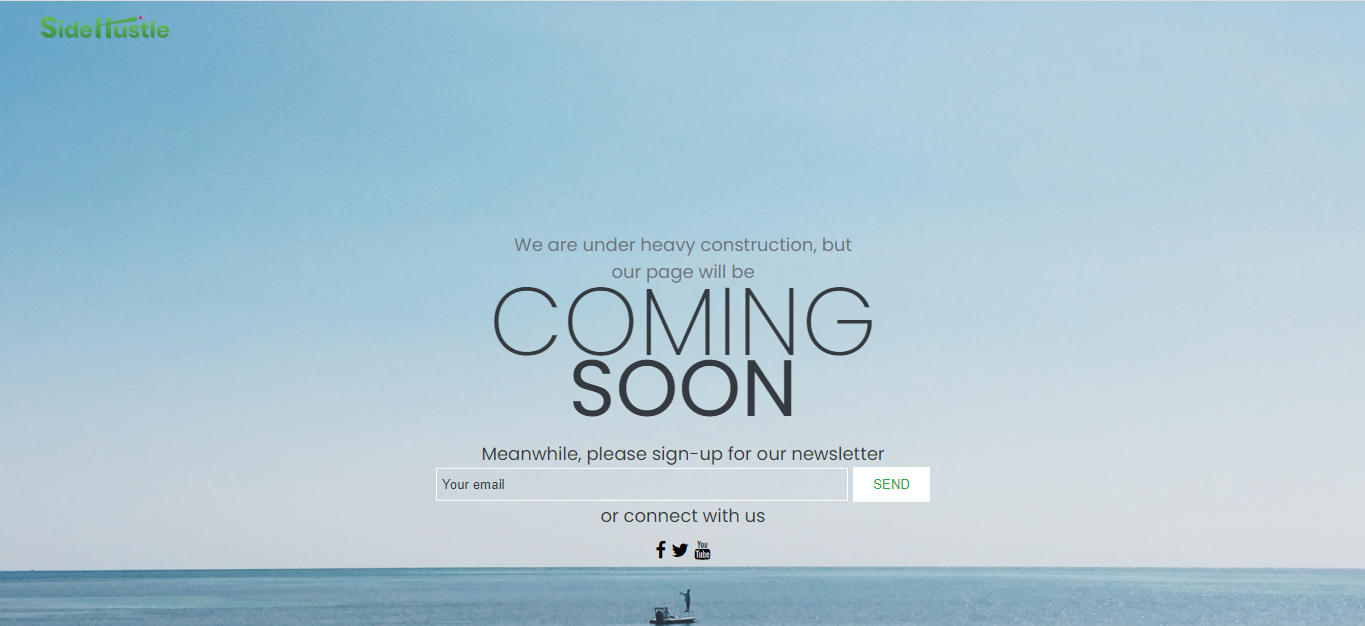 SideHustle
We are under heavy construction, but
our page will be
COMING
SOON
Meanwhile, please sign-up for our newsletter
Your email
SEND
or connect with us
You
Tube